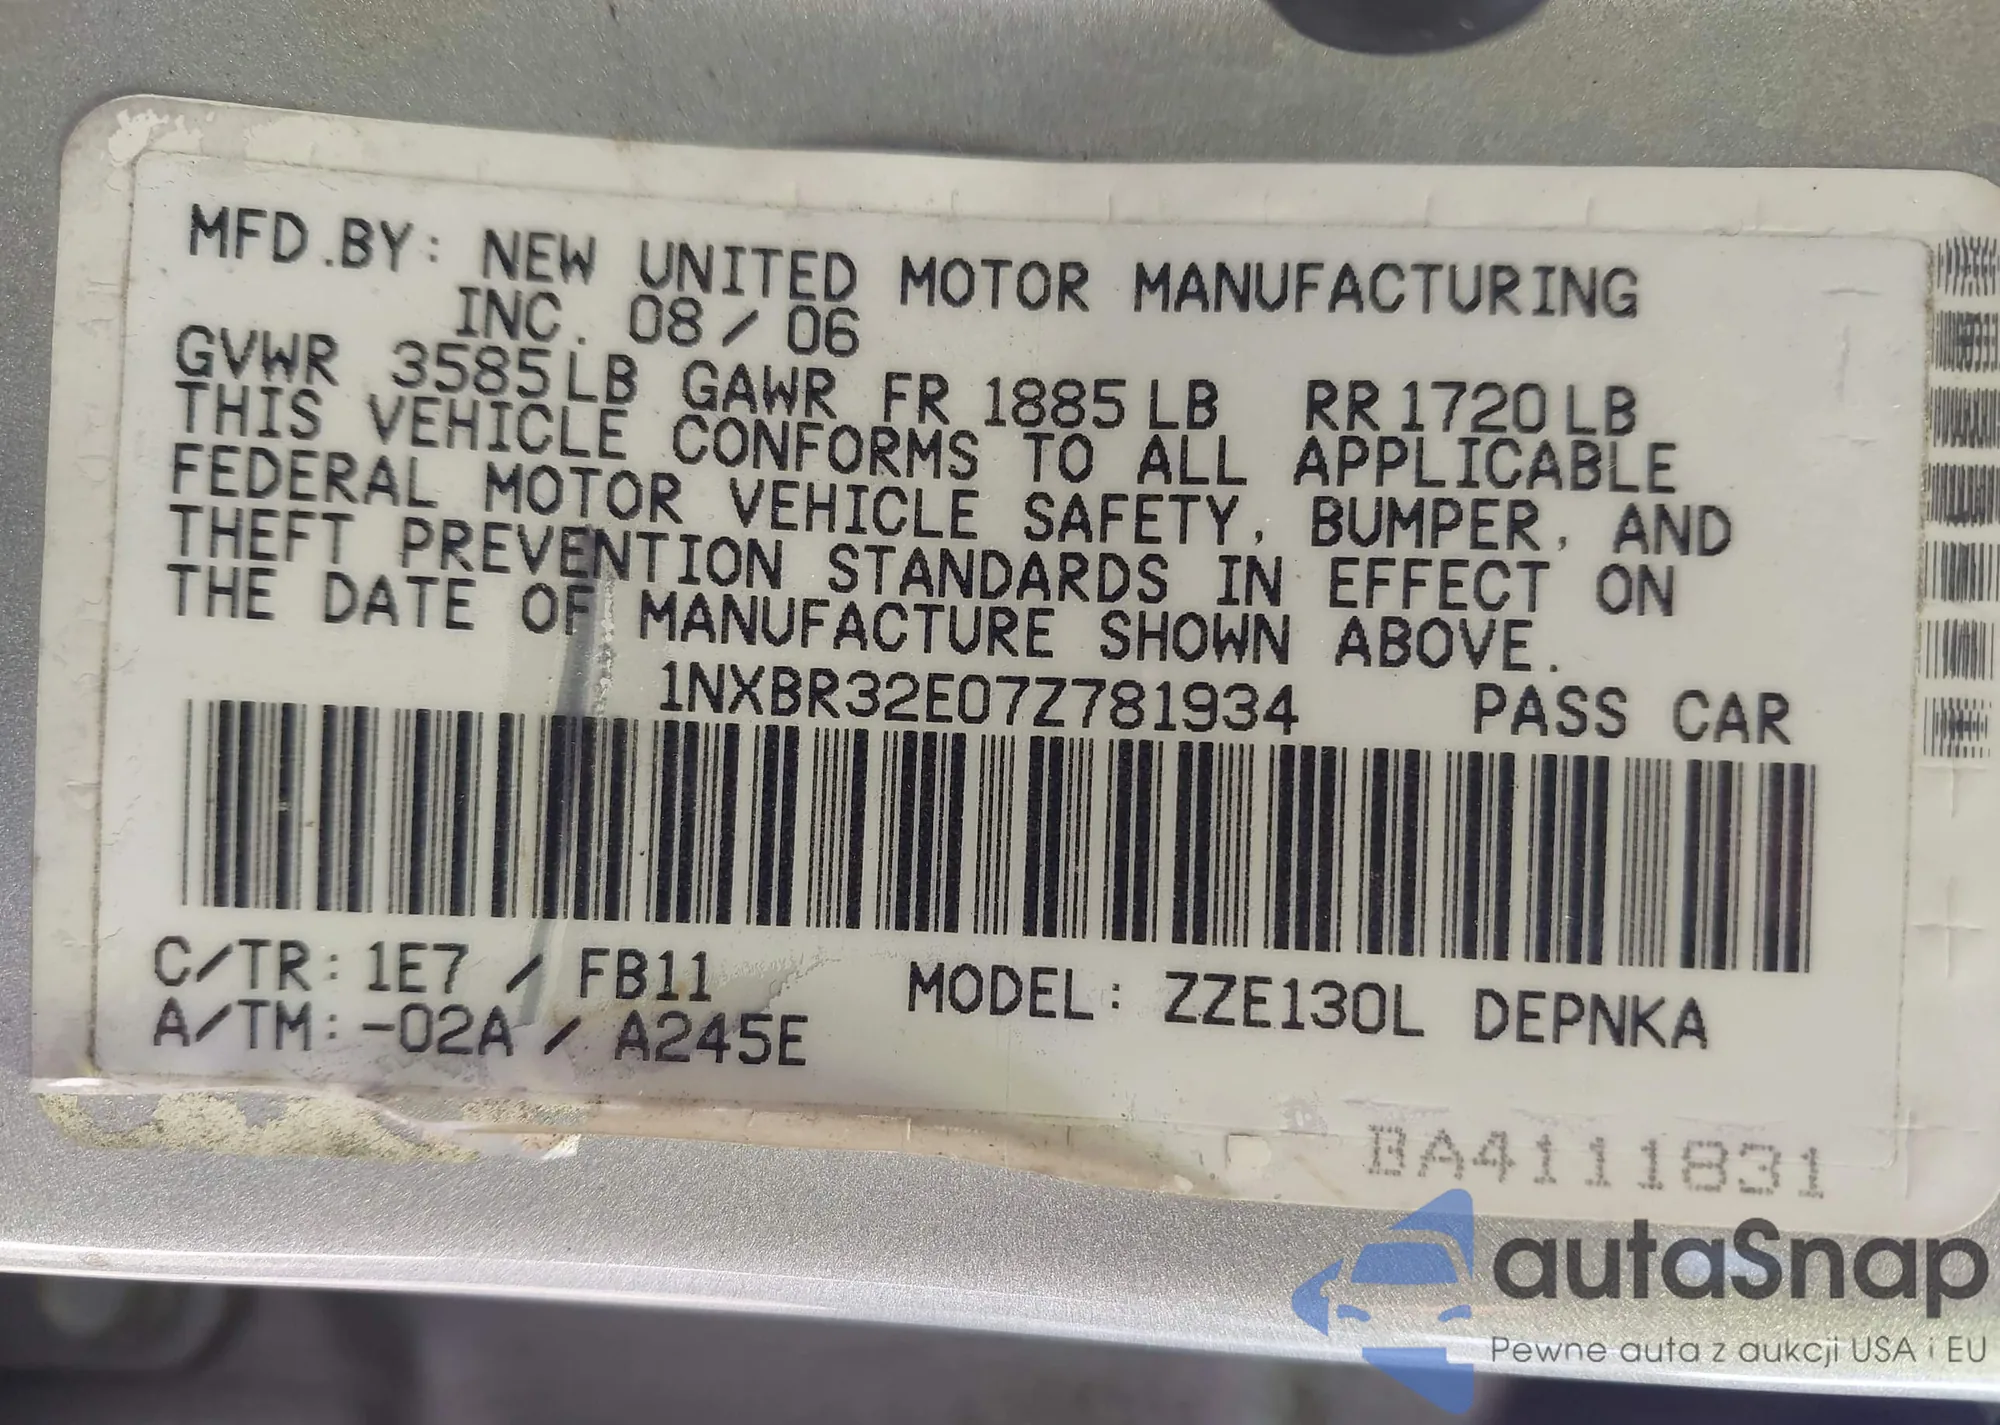 MFD.BY: NEW UNITED MOTOR MANUFACTURING
INC. 08/06
GVWR 3585LB GAWR FR 1885LB RR1720LB
THIS VEHICLE CONFORMS TO ALL APPLICABLE
FEDERAL MOTOR VEHICLE SAFETY, BUMPER, AND
THEFT PREVENTION STANDARDS IN EFFECT ON
THE DATE OF MANUFACTURE SHOWN ABOVE.
1NXBR32E07Z781934 PASS CAR
C/TR: 1E7 / FB11 MODEL: ZZE130L DEPNKA
A/TM: -02A / A245E
BA4111831
autaSnap
Pewne auta z aukcji USA i EU